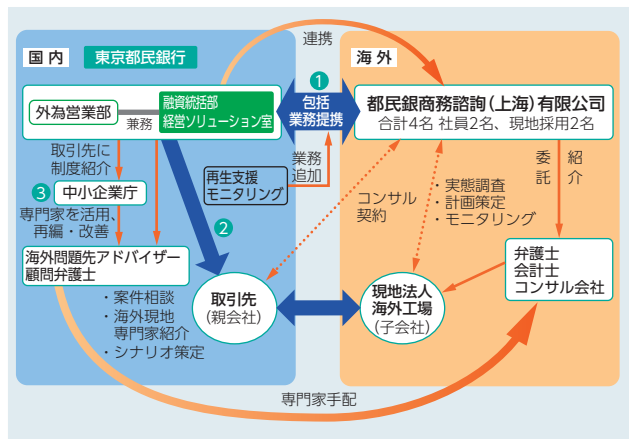 連携
国内
東京都民銀行
海外
外為営業部
兼務
融資統括部
経営ソリューション室
1
包括
業務提携
都民銀商務諮詢(上海)有限公司
合計4名 社員2名、現地採用2名
取引先に
制度紹介
3
中小企業庁
専門家を活用、
再編・改善
再生支援
モニタリング
業務
追加
2
コンサル
契約
・実態調査
・計画策定
・モニタリング
委託
紹介
海外問題先アドバイザー
顧問弁護士
・案件相談
・海外現地
専門家紹介
・シナリオ策定
取引先
(親会社)
現地法人
海外工場
(子会社)
弁護士
会計士
コンサル会社
専門家手配